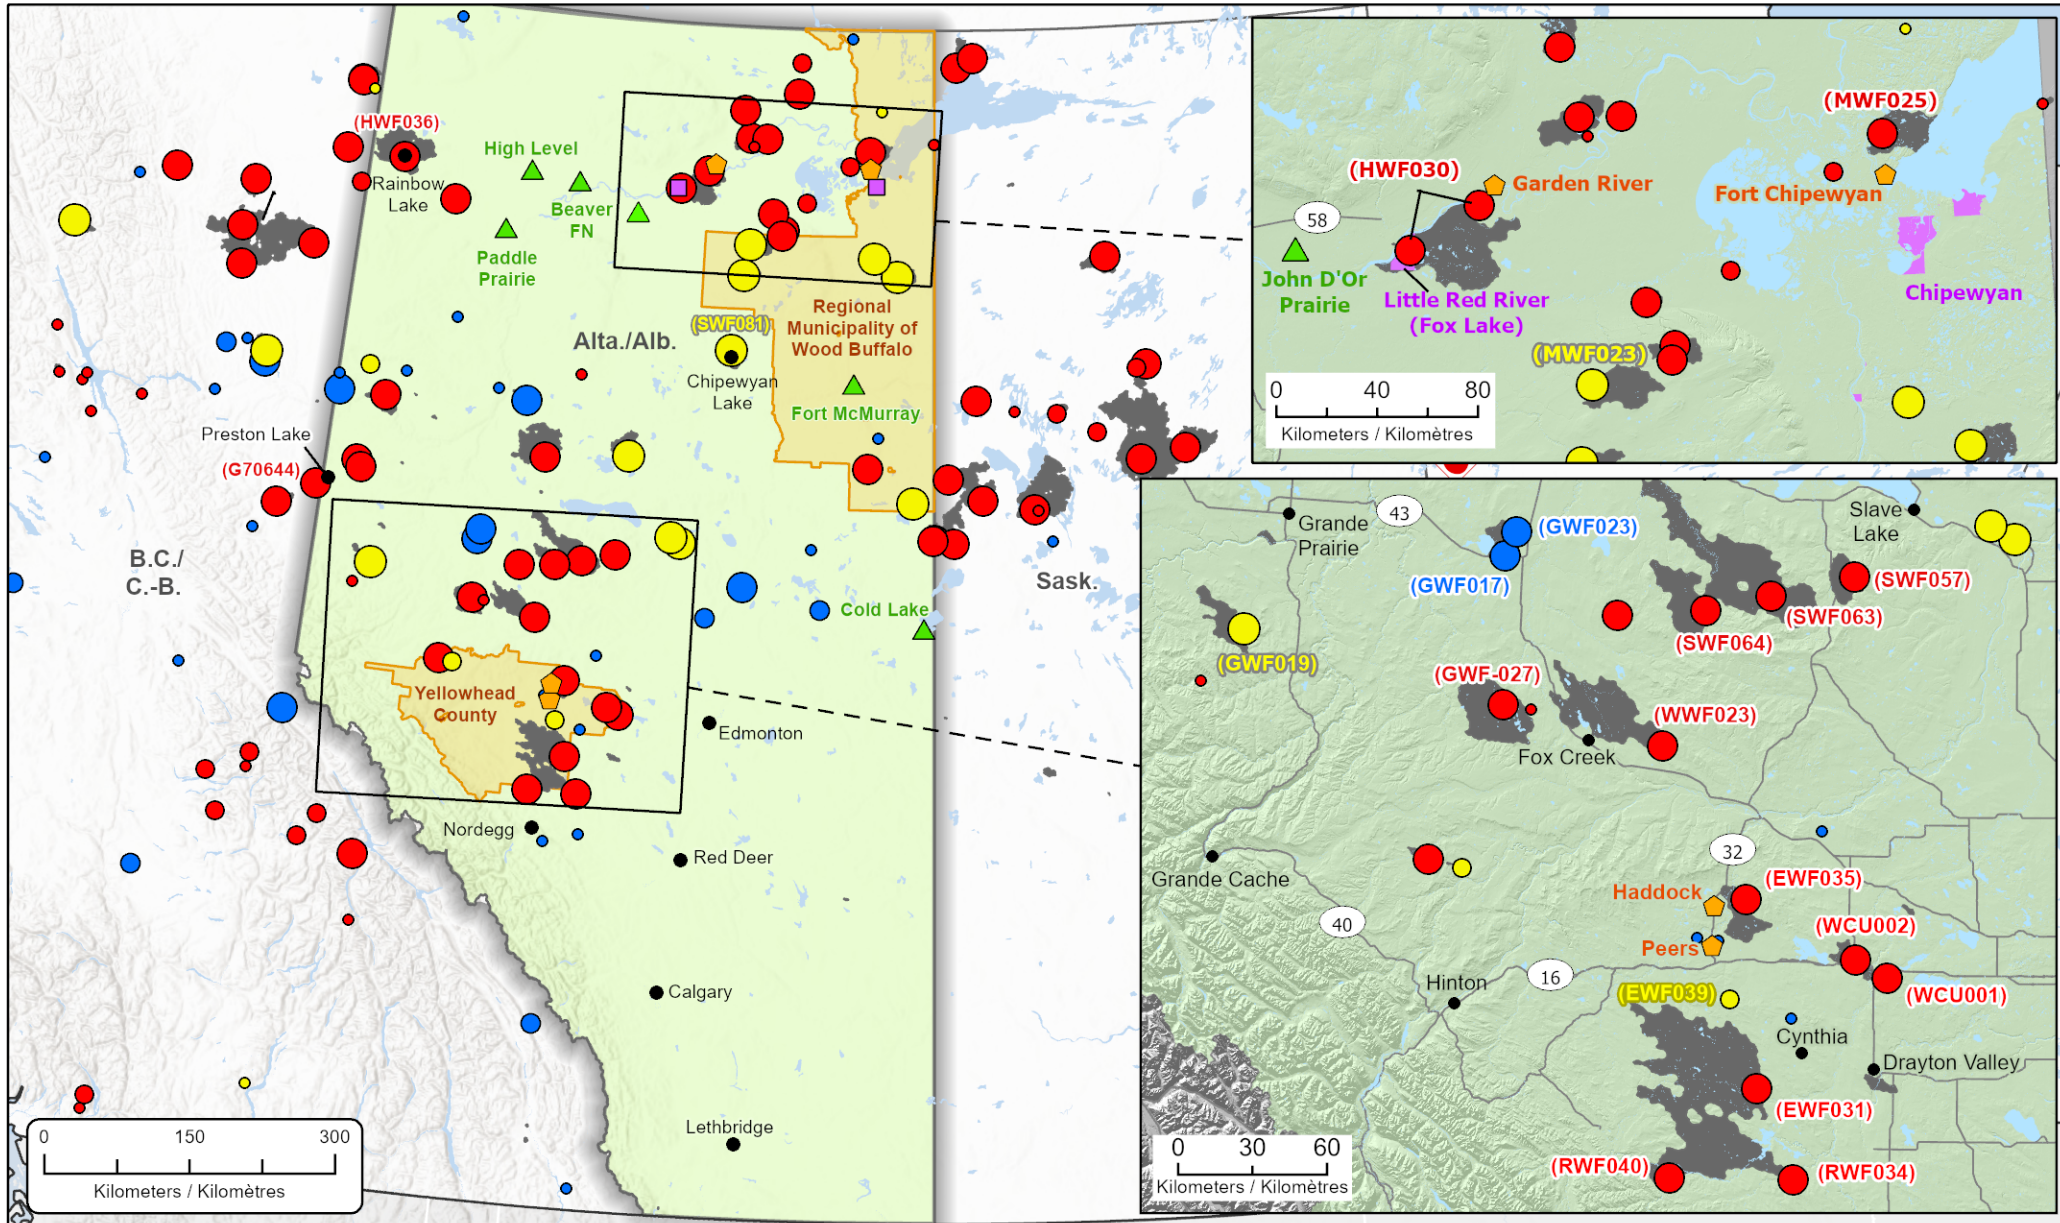 (HWF036)
Rainbow
Lake
High Level
Beaver
FN
Paddle
Prairie
Alta./Alb.
(SWF081)
Chipewyan
Lake
Regional
Municipality of
Wood Buffalo
Fort McMurray
Preston Lake
(G70644)
B.C./
C.-B.
Sask.
Cold Lake
Yellowhead
County
Edmonton
Nordegg
Red Deer
Calgary
Lethbridge
0 150 300
Kilometers / Kilomètres
(MWF025)
(HWF030)
Garden River
Fort Chipewyan
58
John D'Or
Prairie
Little Red River
(Fox Lake)
Chipewyan
(MWF023)
0 40 80
Kilometers / Kilomètres
Grande
Prairie
43
(GWF023)
(GWF017)
Slave
Lake
(SWF057)
(SWF063)
(SWF064)
(GWF019)
(GWF-027)
(WWF023)
Fox Creek
Grande Cache
32
(EWF035)
Haddock
(WCU002)
Peers
40
Hinton
16
(EWF039)
(WCU001)
Cynthia
Drayton Valley
(EWF031)
(RWF040)
(RWF034)
0 30 60
Kilometers / Kilomètres